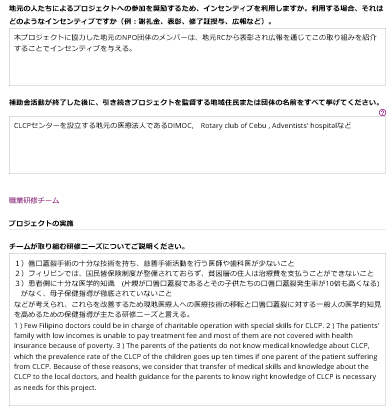 地元の人たちによるプロジェクトへの参加を奨励するため、インセンティブを利用しますか。利用する場合、それは
どのようなインセンティブですか（例：謝礼金、表彰、修了証授与、広報など）。
本プロジェクトに協力した地元のNPO団体のメンバーは、地元RCから表彰され広報を通じてこの取り組みを紹介
することでインセンティブを与える。
補助金活動が終了した後に、引き続きプロジェクトを監督する地域住民または団体の名前をすべて挙げてください。
CLCPセンターを設立する地元の医療法人であるDIMOC,　Rotary club of Cebu , Adventists' hospitalなど
職業研修チーム
プロジェクトの実施
チームが取り組む研修ニーズについてご説明ください。
１）唇口蓋裂手術の十分な技術を持ち、慈善手術活動を行う医師や歯科医が少ないこと
２）フィリピンでは、国民皆保険制度が整備されておらず、貧困層の住人は治療費を支払うことができないこと
３）患者側に十分な医学的知識　(片親が口蓋裂であるとその子供たちの口唇口蓋裂発生率が10倍も高くなる)
がなく、母子保健指導が徹底されていないこと
などが考えられ、これらを改善するため現地医療人への医療技術の移転と口唇口蓋に対する一般人の医学的知見
を高めるための保健指導が主たる研修ニーズと言える。
1 ) Few Filipino doctors could be in charge of charitable operation with special skills for CLCP. 2 ) The patients'
family with low incomes is unable to pay treatment fee and most of them are not covered with health
insurance because of poverty. 3 ) The parents of the patients do not know medical knowledge about CLCP,
which the prevalence rate of the CLCP of the children goes up ten times if one parent of the patient suffering
from CLCP. Because of these reasons, we consider that transfer of medical skills and knowledge about the
CLCP to the local doctors, and health guidance for the parents to know right knowledge of CLCP is necessary
as needs for this project.